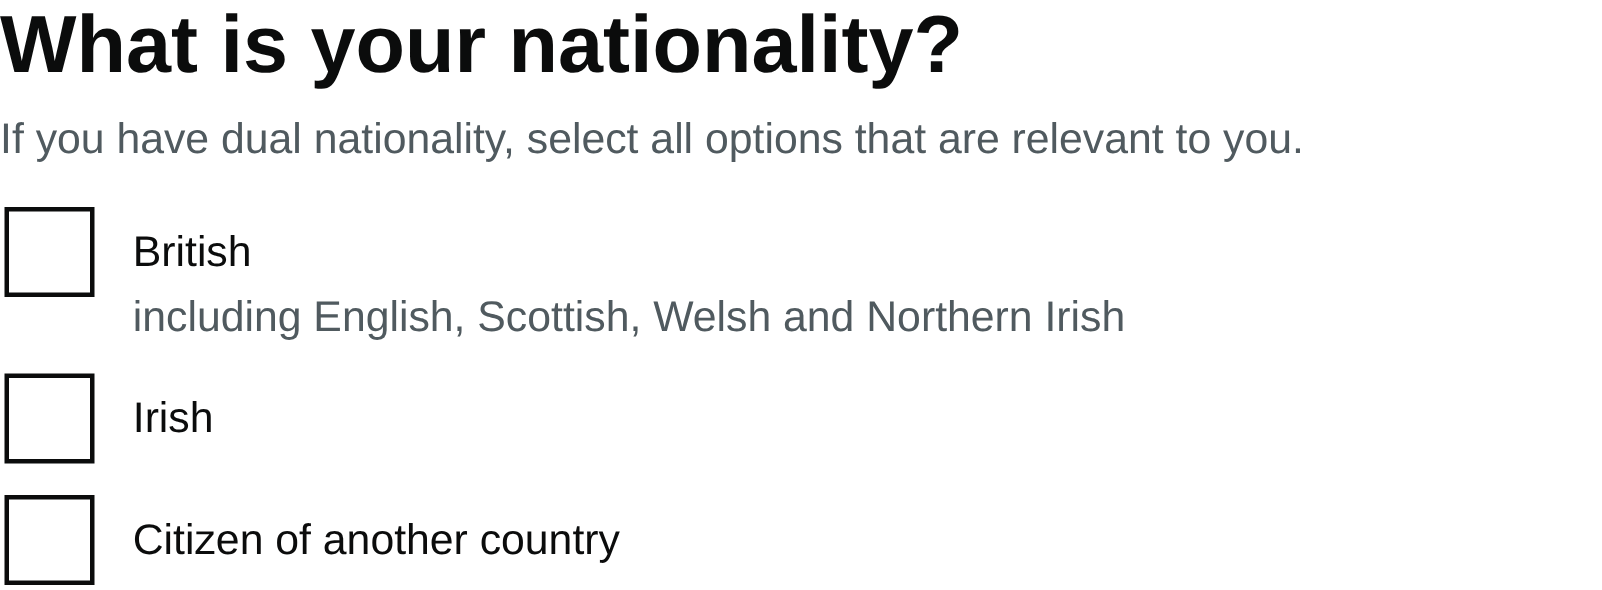 What is your nationality?
If you have dual nationality, select all options that are relevant to you.
British
including English, Scottish, Welsh and Northern Irish
Irish
Citizen of another country